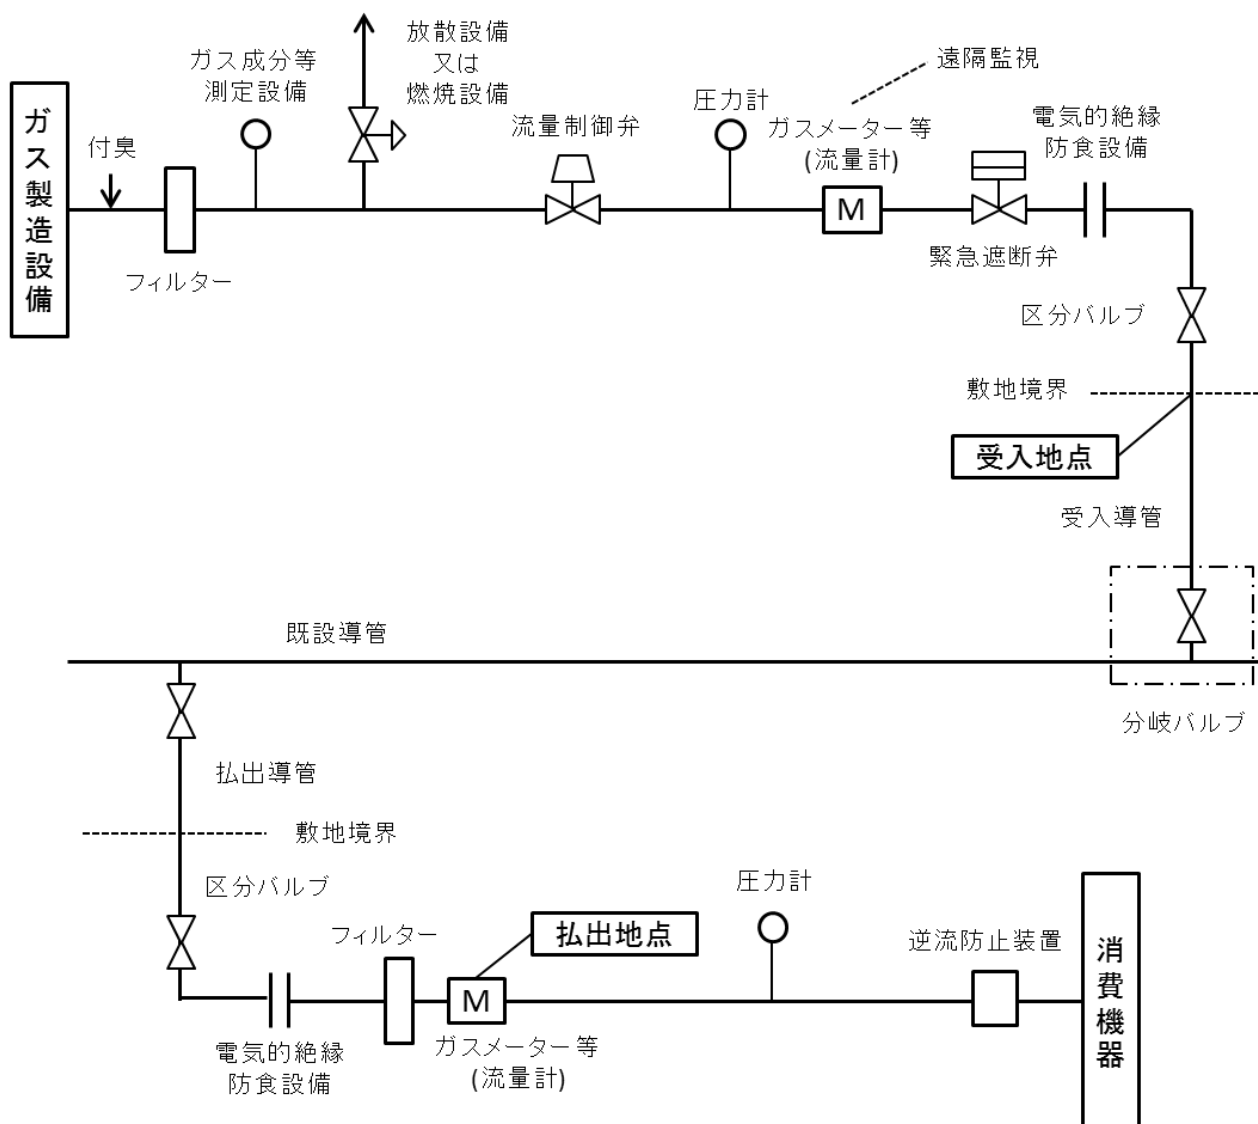 ガス製造設備
付臭
フィルター
ガス成分等
測定設備
放散設備
又は
燃焼設備
流量制御弁
圧力計
遠隔監視
ガスメーター等
(流量計)
M
緊急遮断弁
電気的絶縁
防食設備
区分バルブ
敷地境界
受入地点
受入導管
既設導管
分岐バルブ
払出導管
敷地境界
区分バルブ
電気的絶縁
防食設備
フィルター
払出地点
M
ガスメーター等
(流量計)
圧力計
逆流防止装置
消費機器